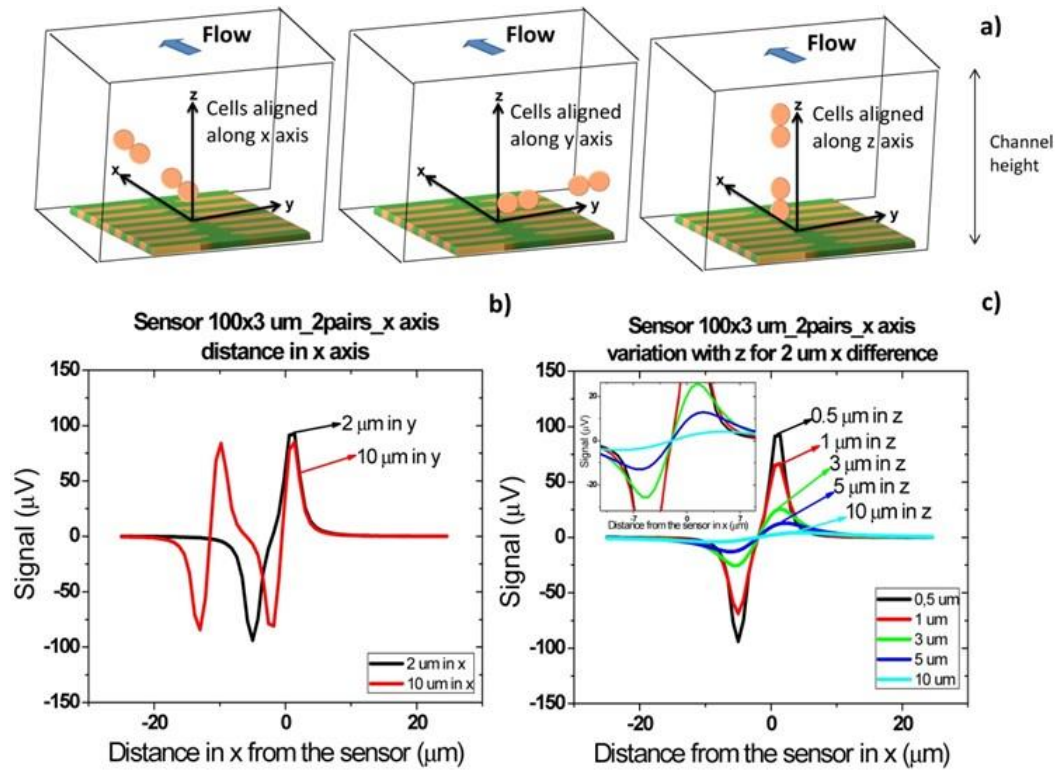 a)
Flow
Flow
Flow
z
Cells aligned
along x axis
x
y
z
Cells aligned
along y axis
x
y
z
Cells aligned
along z axis
x
y
Channel
height
b)
Sensor 100x3 um_2pairs_x axis
distance in x axis
150
100
50
0
-50
-100
-150
Signal (μV)
2 μm in y
10 μm in y
2 um in x
10 um in x
-20
0
20
Distance in x from the sensor (μm)
c)
Sensor 100x3 um_2pairs_x axis
variation with z for 2 um x difference
150
100
50
0
-50
-100
-150
Signal (μV)
20
0
-20
Signal (μV)
-7
0
7
Distance from the sensor in x (μm)
0.5 μm in z
1 μm in z
3 μm in z
5 μm in z
10 μm in z
0,5 um
1 um
3 um
5 um
10 um
-20
0
20
Distance from the sensor in x (μm)